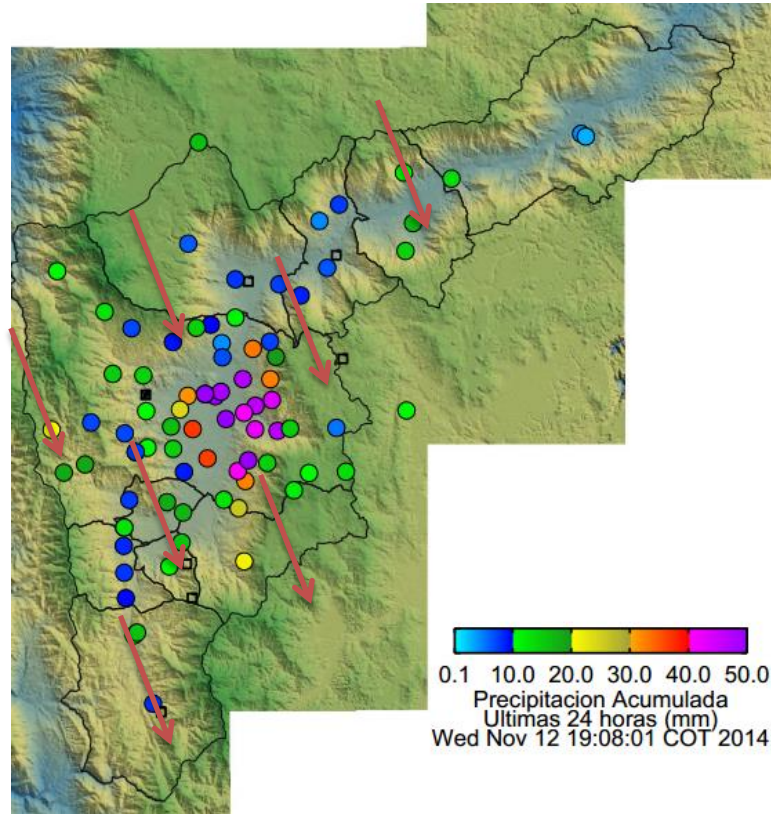 0.1 10.0 20.0 30.0 40.0 50.0
Precipitacion Acumulada
Ultimas 24 horas (mm)
Wed Nov 12 19:08:01 COT 2014